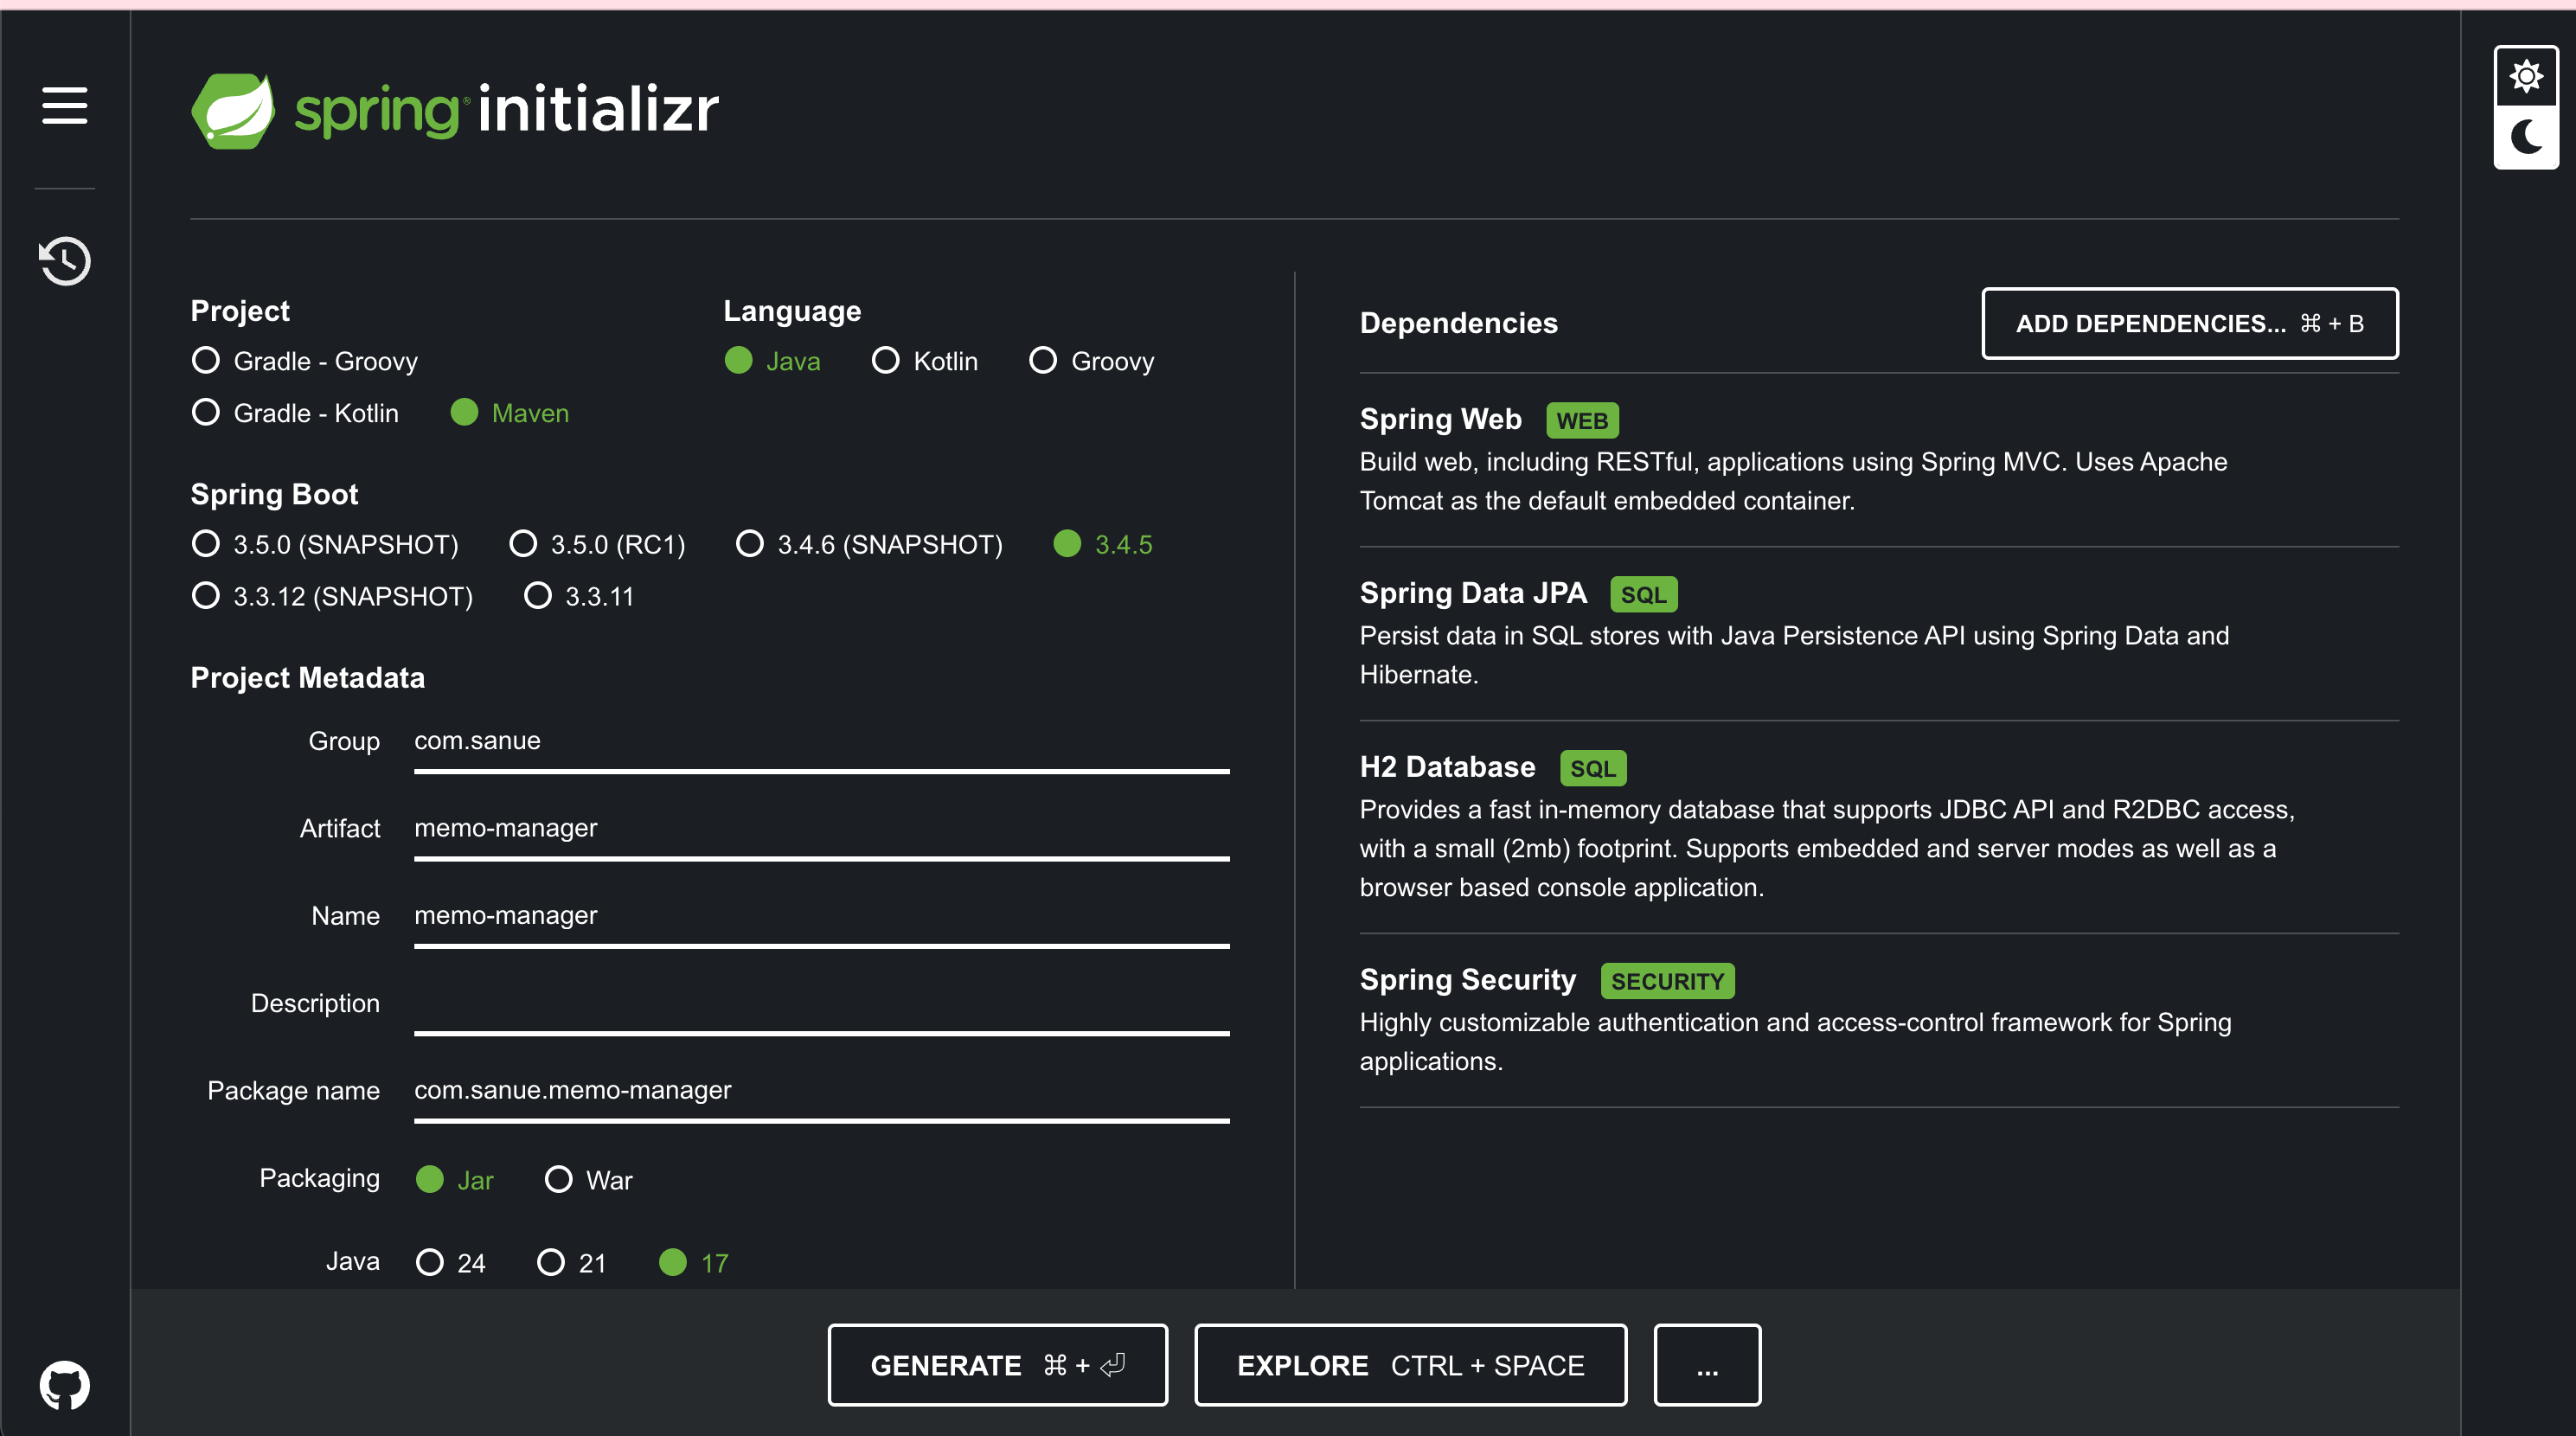 spring initializr
Project
Gradle - Groovy
Gradle - Kotlin Maven
Language
Java Kotlin Groovy
Spring Boot
3.5.0 (SNAPSHOT) 3.5.0 (RC1) 3.4.6 (SNAPSHOT) 3.4.5
3.3.12 (SNAPSHOT) 3.3.11
Project Metadata
Group com.sanue
Artifact memo-manager
Name memo-manager
Description
Package name com.sanue.memo-manager
Packaging Jar War
Java 24 21 17
Dependencies
ADD DEPENDENCIES... ⌘ + B
Spring Web WEB
Build web, including RESTful, applications using Spring MVC. Uses Apache
Tomcat as the default embedded container.
Spring Data JPA SQL
Persist data in SQL stores with Java Persistence API using Spring Data and
Hibernate.
H2 Database SQL
Provides a fast in-memory database that supports JDBC API and R2DBC access,
with a small (2mb) footprint. Supports embedded and server modes as well as a
browser based console application.
Spring Security SECURITY
Highly customizable authentication and access-control framework for Spring
applications.
GENERATE ⌘ + ⏎
EXPLORE CTRL + SPACE
...